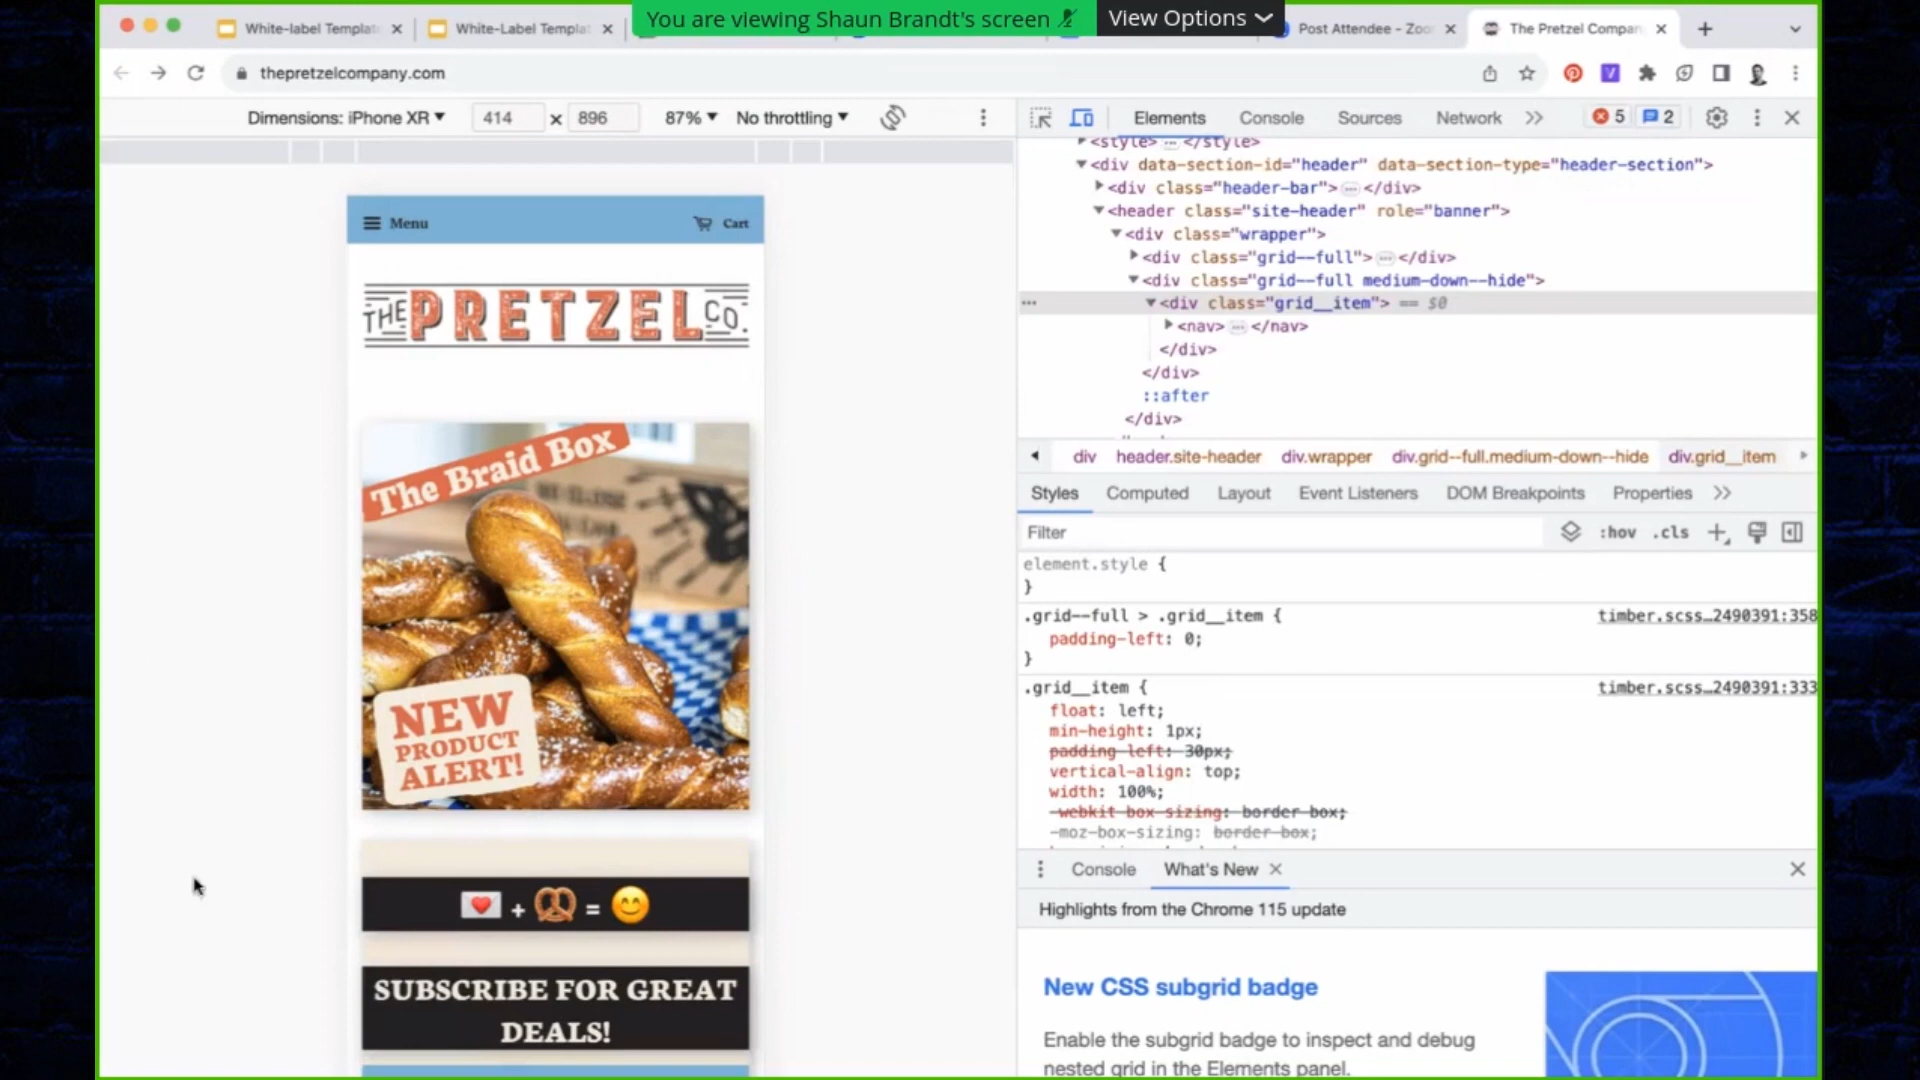 You are viewing Shaun Brandt's screen
View Options
White-label Templat
White-Label Templat
Post Attendee - Zoo
The Pretzel Compan
thepretzelcompany.com
Dimensions: iPhone XR
414 × 896
87%
No throttling
Elements
Console
Sources
Network
5
2
<style> … </style>
<div data-section-id="header" data-section-type="header-section">
<div class="header-bar"> … </div>
<header class="site-header" role="banner">
<div class="wrapper">
<div class="grid--full"> … </div>
<div class="grid--full medium-down--hide">
<div class="grid__item"> == $0
<nav> … </nav>
</div>
</div>
::after
</div>
div header.site-header div.wrapper div.grid--full.medium-down--hide div.grid__item
Styles Computed Layout Event Listeners DOM Breakpoints Properties
Filter
:hov .cls
element.style {
}
.grid--full > .grid__item {
timber.scss…2490391:358
padding-left: 0;
}
.grid__item {
timber.scss…2490391:333
float: left;
min-height: 1px;
padding-left: 30px;
vertical-align: top;
width: 100%;
-webkit-box-sizing: border-box;
-moz-box-sizing: border-box;
Console
What's New
Highlights from the Chrome 115 update
New CSS subgrid badge
Enable the subgrid badge to inspect and debug
nested grid in the Elements panel.
Menu
Cart
THE PRETZEL CO.
The Braid Box
NEW
PRODUCT
ALERT!
💌 + 🥨 = 😊
SUBSCRIBE FOR GREAT
DEALS!